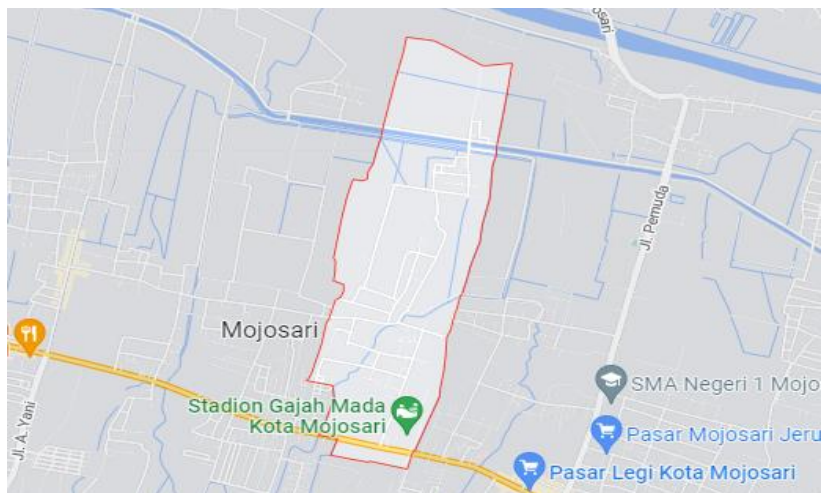 osari
Jl. Pemuda
Mojosari
Stadion Gajah Mada
Kota Mojosari
SMA Negeri 1 Mojo
Pasar Mojosari Jeru
Pasar Legi Kota Mojosari
Jl. A. Yani